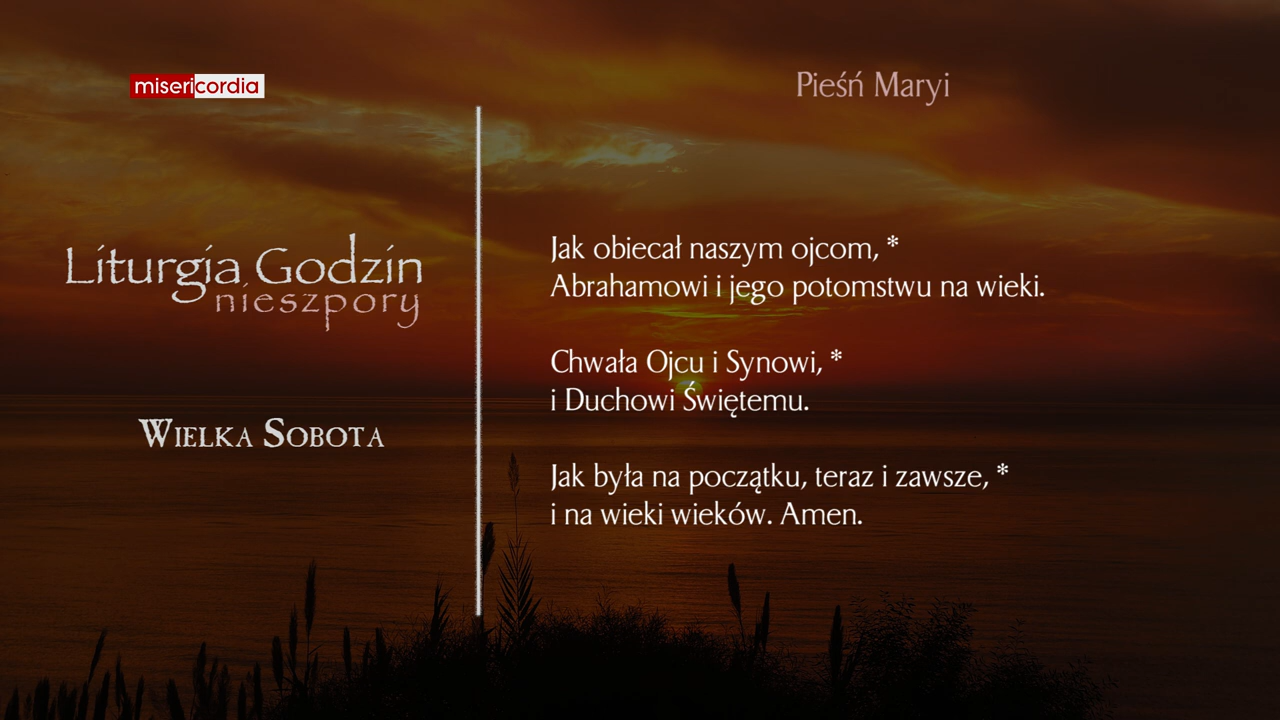 misericordia
Liturgia Godzin
nieszpory
Wielka Sobota
Pieśń Maryi
Jak obiecał naszym ojcom, *
Abrahamowi i jego potomstwu na wieki.
Chwała Ojcu i Synowi, *
i Duchowi Świętemu.
Jak była na początku, teraz i zawsze, *
i na wieki wieków. Amen.